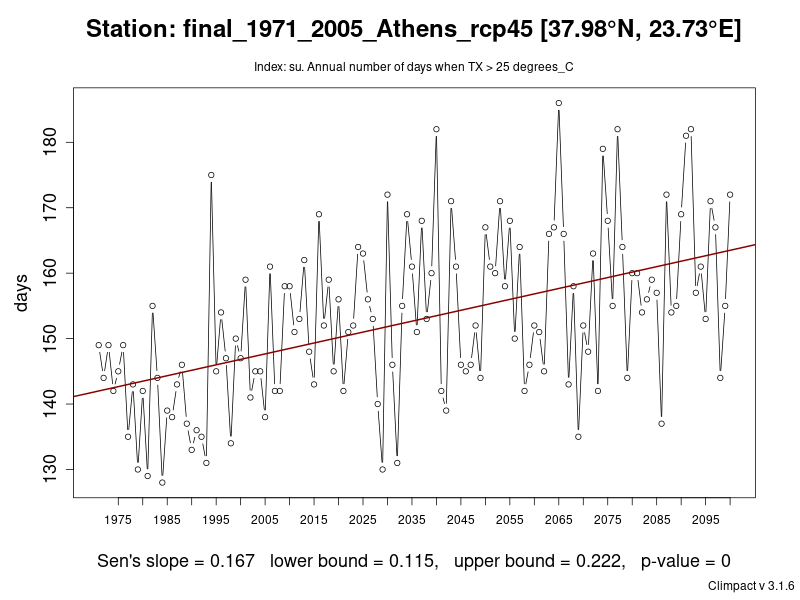 Station: final_1971_2005_Athens_rcp45 [37.98°N, 23.73°E]
Index: su. Annual number of days when TX > 25 degrees_C
days
180
170
160
150
140
130
1975 1985 1995 2005 2015 2025 2035 2045 2055 2065 2075 2085 2095
Sen's slope = 0.167 lower bound = 0.115, upper bound = 0.222, p-value = 0
Climpact v 3.1.6